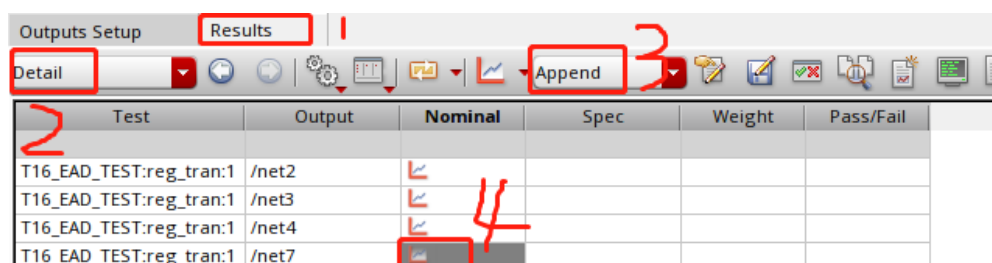 Outputs Setup Results 1
Detail Append 3
2 Test Output Nominal Spec Weight Pass/Fail
T16_EAD_TEST:reg_tran:1 /net2
T16_EAD_TEST:reg_tran:1 /net3
T16_EAD_TEST:reg_tran:1 /net4 4
T16_EAD_TEST:reg_tran:1 /net7